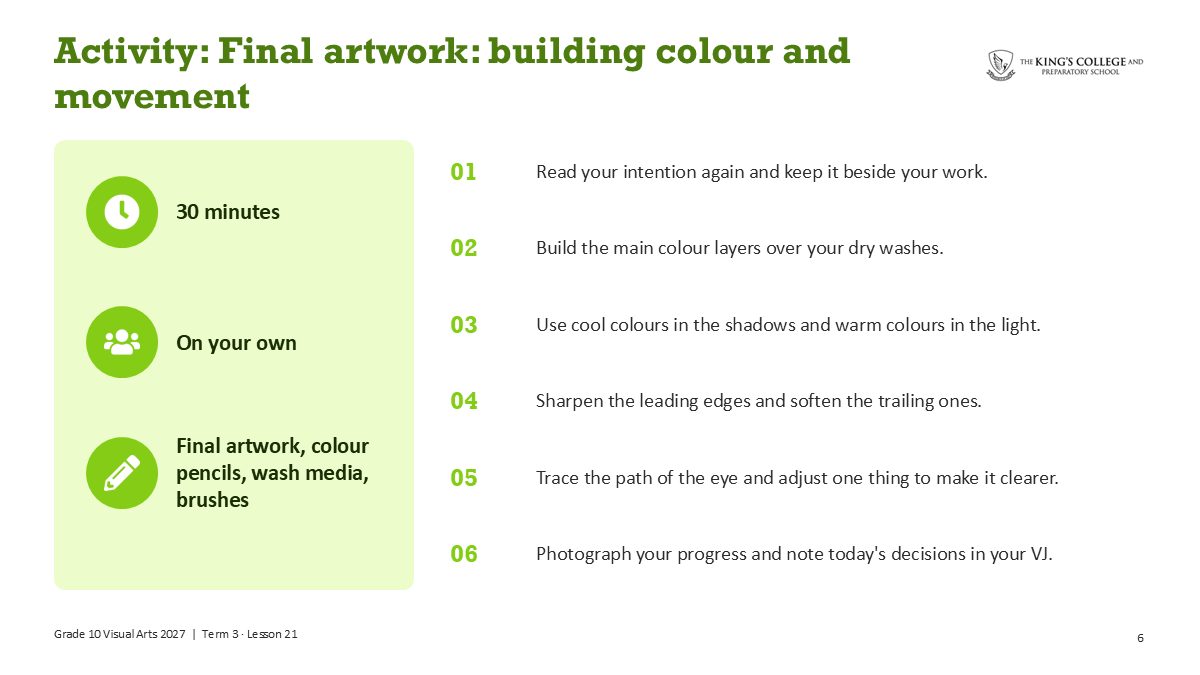 Activity: Final artwork: building colour and
movement
THE KING'S COLLEGE AND
PREPARATORY SCHOOL
30 minutes
On your own
Final artwork, colour
pencils, wash media,
brushes
01 Read your intention again and keep it beside your work.
02 Build the main colour layers over your dry washes.
03 Use cool colours in the shadows and warm colours in the light.
04 Sharpen the leading edges and soften the trailing ones.
05 Trace the path of the eye and adjust one thing to make it clearer.
06 Photograph your progress and note today's decisions in your VJ.
Grade 10 Visual Arts 2027 | Term 3 · Lesson 21
6